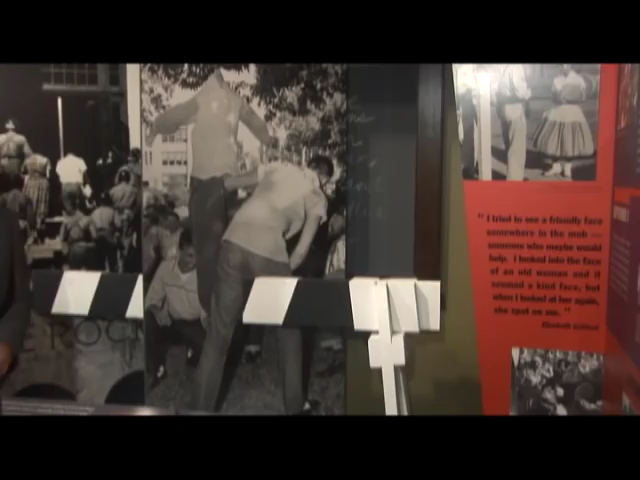 " I tried to see a friendly face
somewhere in the mob —
someone who maybe would
help. I looked into the face
of an old woman and it
seemed a kind face, but
when I looked at her again,
she spat on me. "
Elizabeth Eckford
ROC